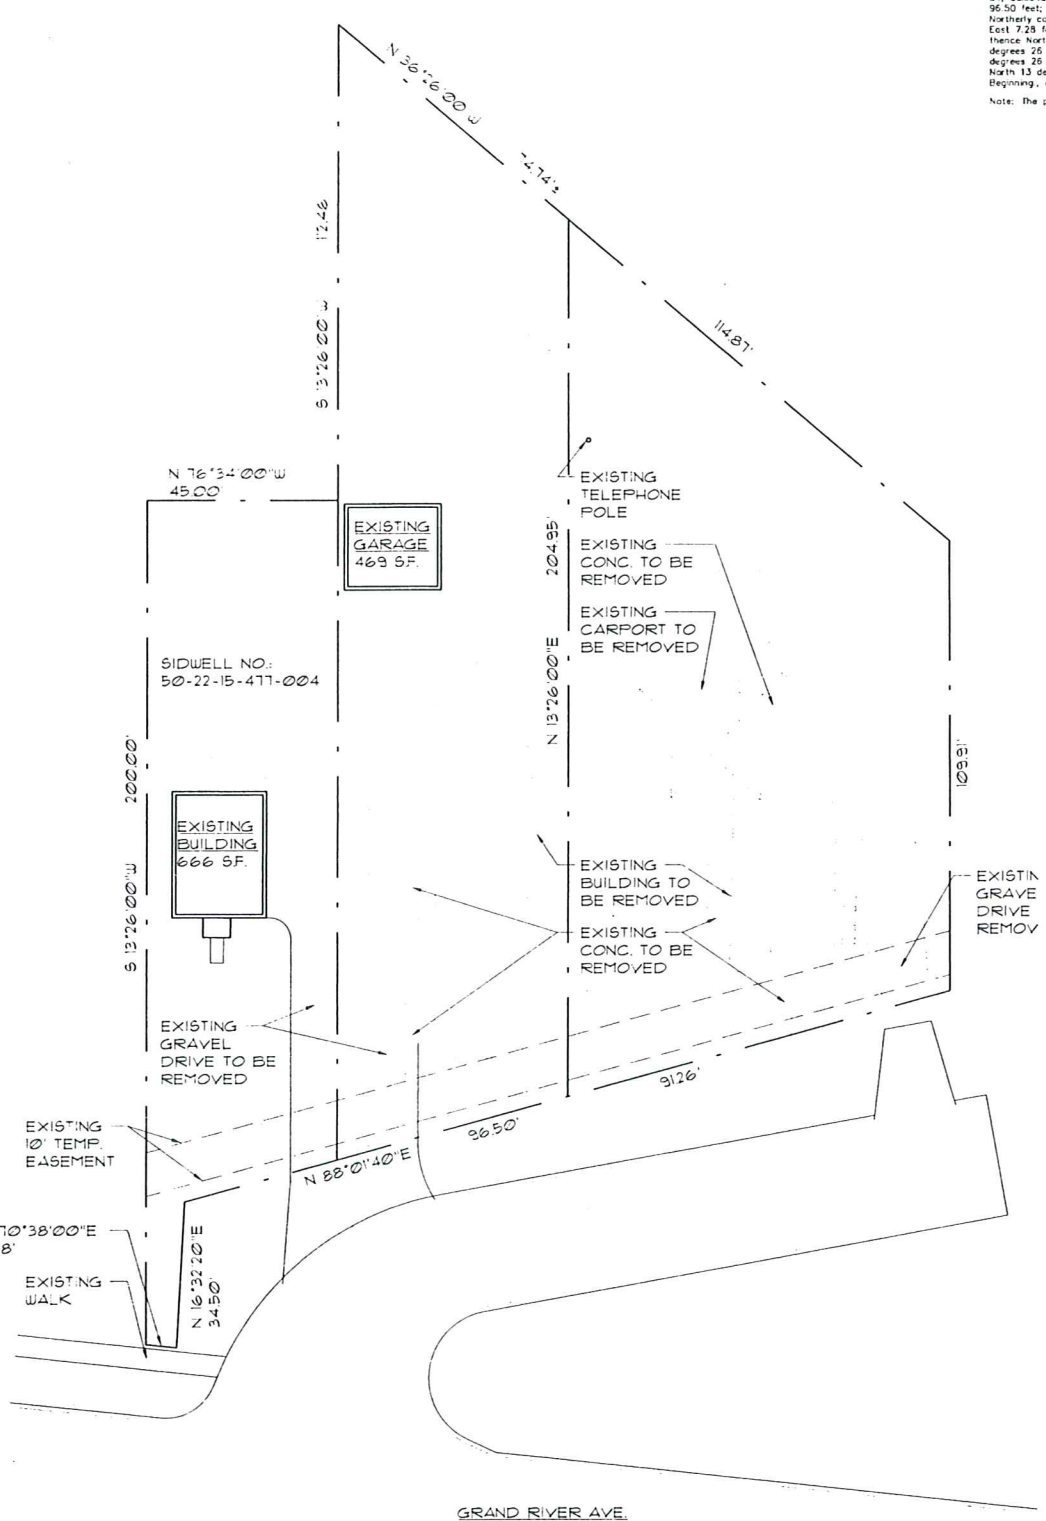 96.50 feet;
Northerly co
East 7.28 f
thence Nort
degrees 26
degrees 26
North 13 de
Beginning,
Note: The p
N 36°26'00" W
74.74'±
112.46
S 13°26'00"W
114.87'
N 76°34'00"W
45.00'
EXISTING
GARAGE
469 S.F.
EXISTING
TELEPHONE
POLE
204.95'
N 13°26'00"E
EXISTING
CONC. TO BE
REMOVED
EXISTING
CARPORT TO
BE REMOVED
SIDWELL NO.:
50-22-15-477-004
200.00'
S 13°26'00"W
109.91'
EXISTING
BUILDING
666 S.F.
EXISTING
BUILDING TO
BE REMOVED
EXISTING
CONC. TO BE
REMOVED
EXISTIN
GRAVE
DRIVE
REMOV
EXISTING
GRAVEL
DRIVE TO BE
REMOVED
91.26'
96.50'
N 88°01'40"E
EXISTING
10' TEMP.
EASEMENT
70°38'00"E
8'
N 16°32'20"E
34.50'
EXISTING
WALK
GRAND RIVER AVE.